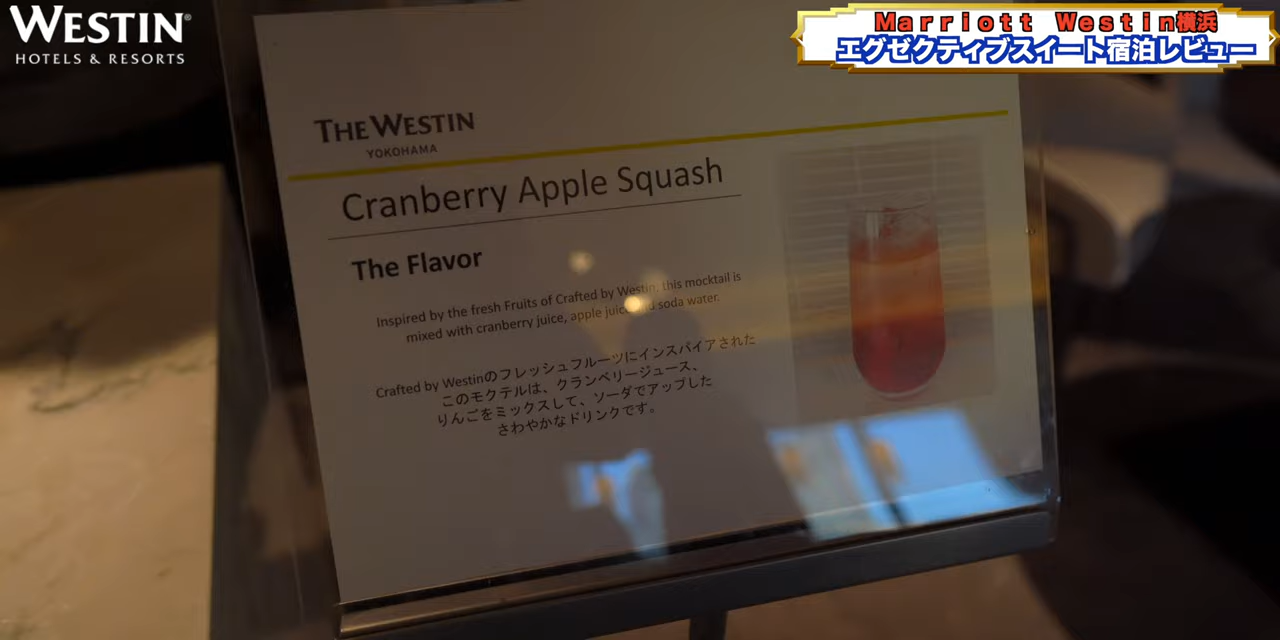 WESTIN®
HOTELS & RESORTS
Marriott Westin横浜
エグゼクティブスイート宿泊レビュー
THE WESTIN
YOKOHAMA
Cranberry Apple Squash
The Flavor
Inspired by the fresh Fruits of Crafted by Westin, this mocktail is
mixed with cranberry juice, apple juice and soda water.
Crafted by Westinのフレッシュフルーツにインスパイアされた
このモクテルは、クランベリージュース、
りんごをミックスして、ソーダでアップした
さわやかなドリンクです。